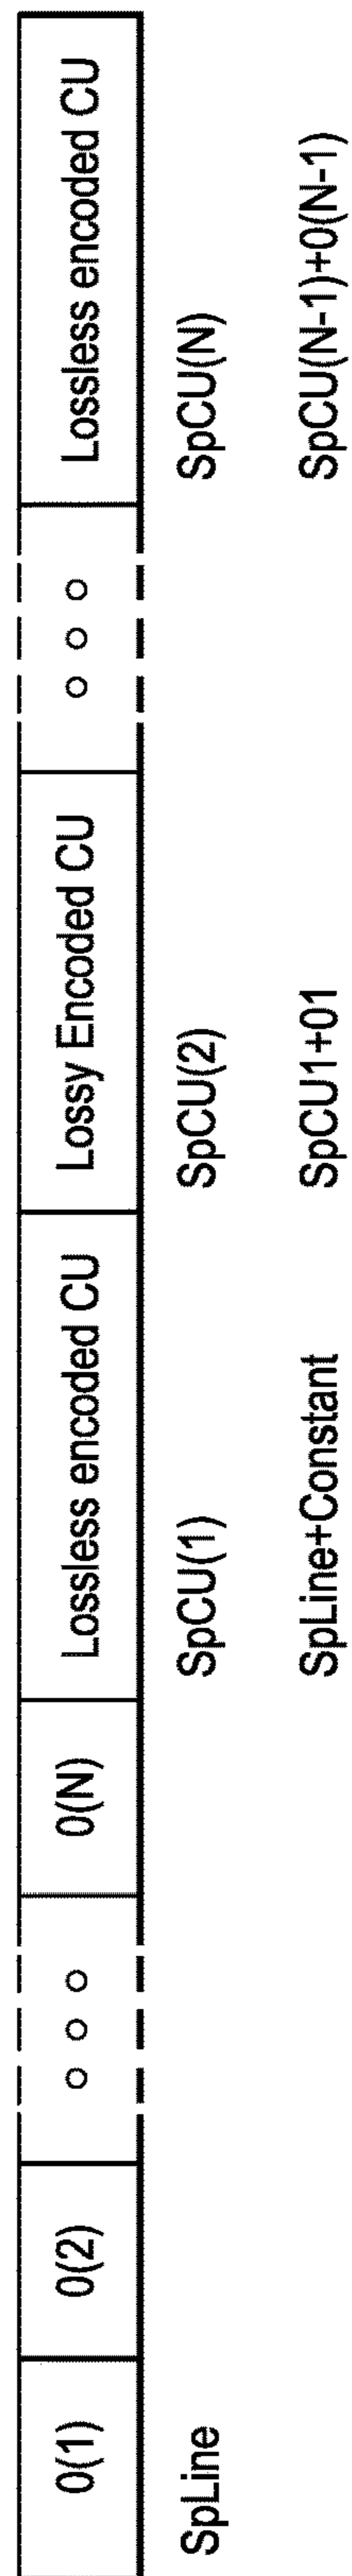 0(1) 0(2) 0(N) Lossless encoded CU Lossy Encoded CU Lossless encoded CU
SpLine SpCU(1) SpCU(2) SpCU(N)
SpLine+Constant SpCU1+01 SpCU(N-1)+0(N-1)